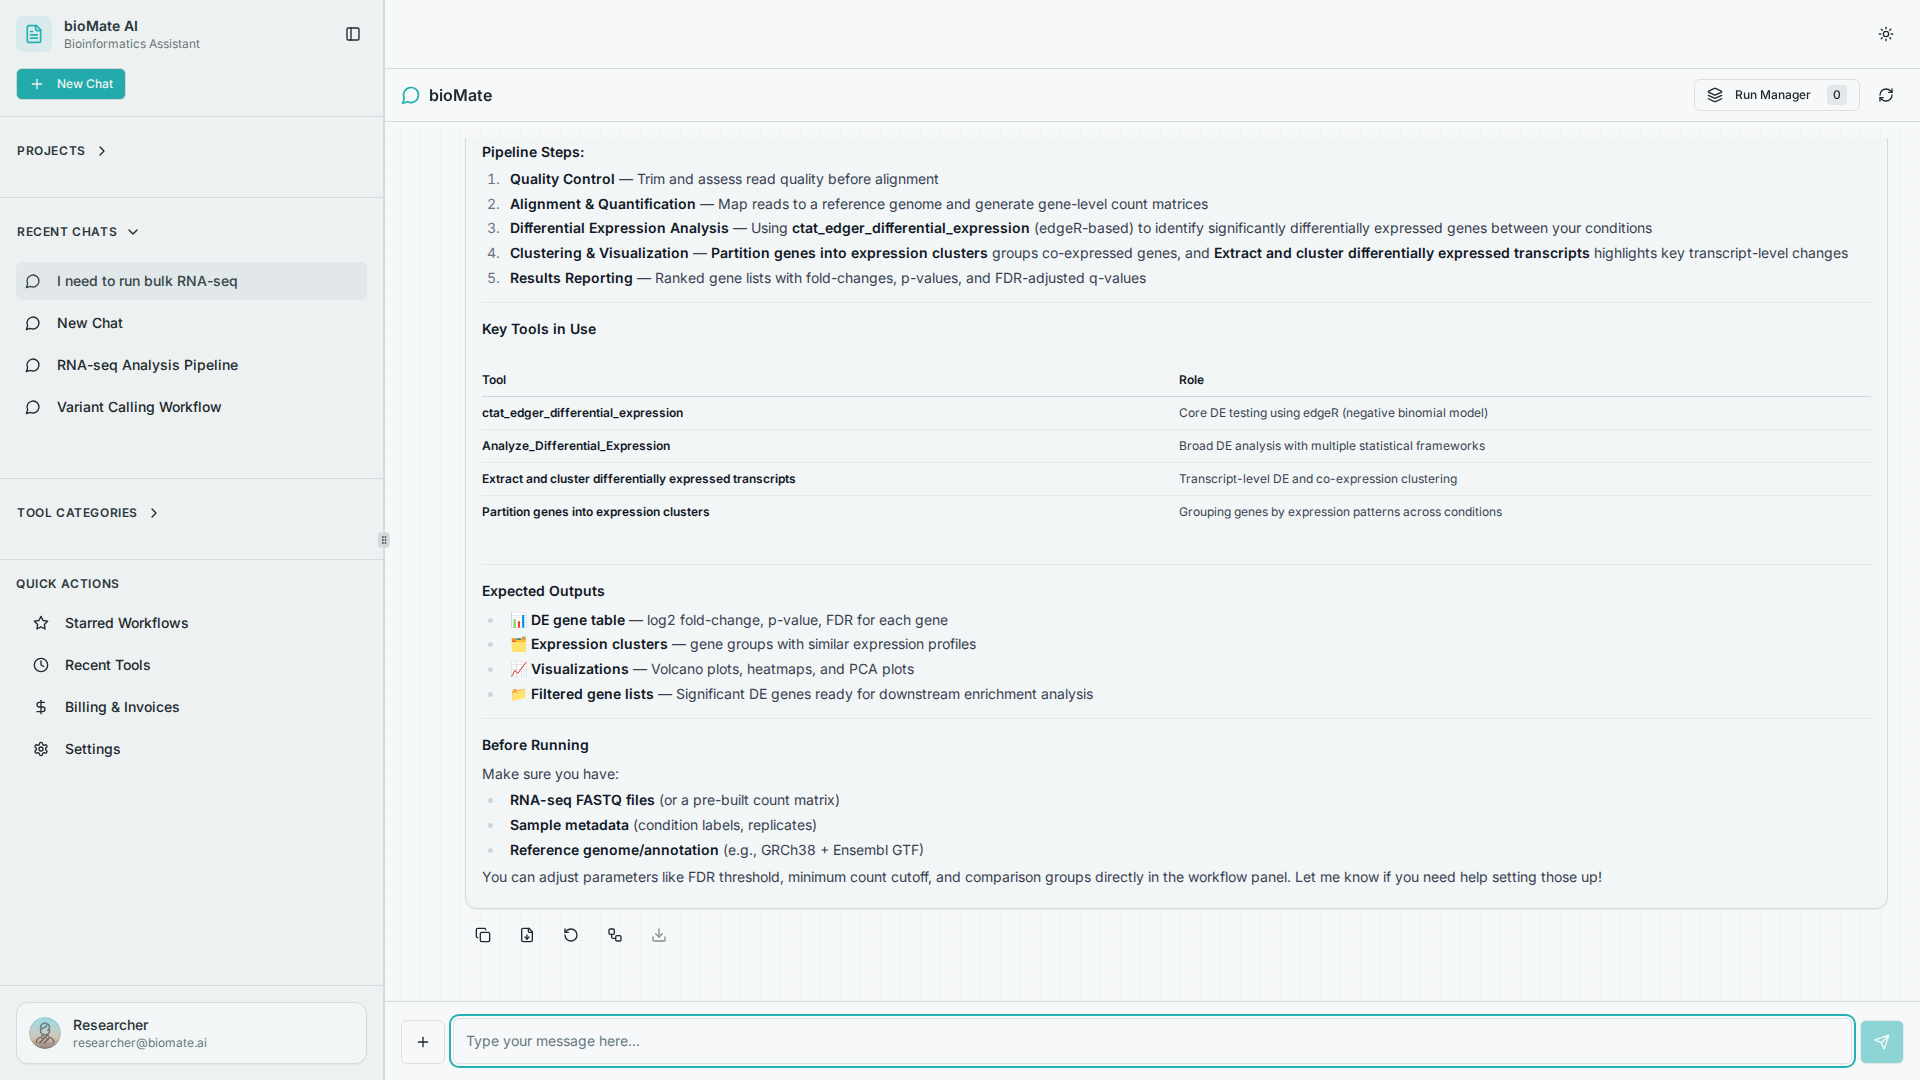 bioMate AI
Bioinformatics Assistant
New Chat
PROJECTS
RECENT CHATS
I need to run bulk RNA-seq
New Chat
RNA-seq Analysis Pipeline
Variant Calling Workflow
TOOL CATEGORIES
QUICK ACTIONS
Starred Workflows
Recent Tools
Billing & Invoices
Settings
Researcher
researcher@biomate.ai
bioMate
Run Manager 0
Pipeline Steps:
1. Quality Control — Trim and assess read quality before alignment
2. Alignment & Quantification — Map reads to a reference genome and generate gene-level count matrices
3. Differential Expression Analysis — Using ctat_edger_differential_expression (edgeR-based) to identify significantly differentially expressed genes between your conditions
4. Clustering & Visualization — Partition genes into expression clusters groups co-expressed genes, and Extract and cluster differentially expressed transcripts highlights key transcript-level changes
5. Results Reporting — Ranked gene lists with fold-changes, p-values, and FDR-adjusted q-values
Key Tools in Use
Tool Role
ctat_edger_differential_expression Core DE testing using edgeR (negative binomial model)
Analyze_Differential_Expression Broad DE analysis with multiple statistical frameworks
Extract and cluster differentially expressed transcripts Transcript-level DE and co-expression clustering
Partition genes into expression clusters Grouping genes by expression patterns across conditions
Expected Outputs
• 📊 DE gene table — log2 fold-change, p-value, FDR for each gene
• 🗂️ Expression clusters — gene groups with similar expression profiles
• 📈 Visualizations — Volcano plots, heatmaps, and PCA plots
• 📁 Filtered gene lists — Significant DE genes ready for downstream enrichment analysis
Before Running
Make sure you have:
• RNA-seq FASTQ files (or a pre-built count matrix)
• Sample metadata (condition labels, replicates)
• Reference genome/annotation (e.g., GRCh38 + Ensembl GTF)
You can adjust parameters like FDR threshold, minimum count cutoff, and comparison groups directly in the workflow panel. Let me know if you need help setting those up!
Type your message here...